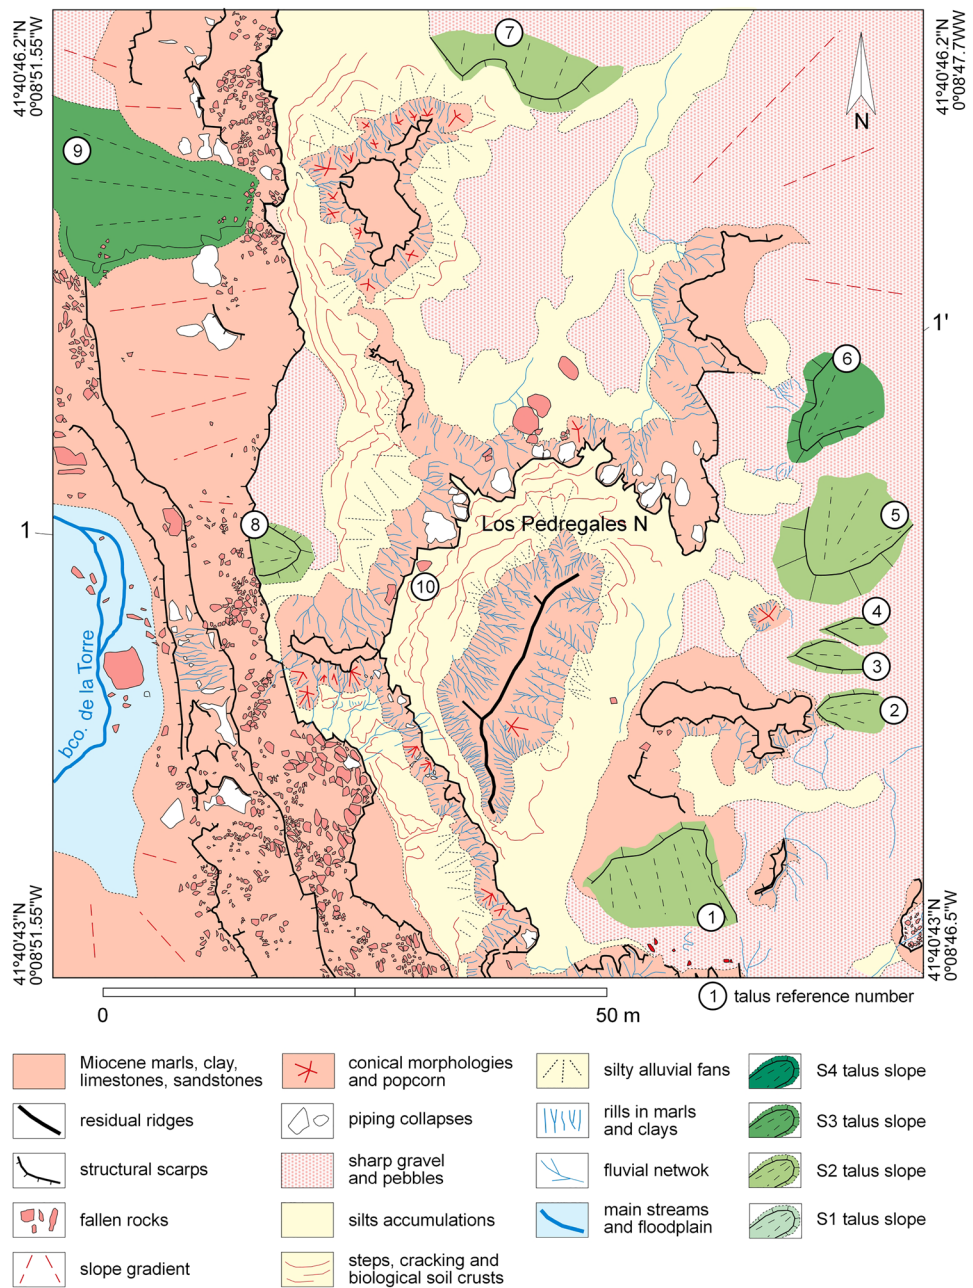 41°40'46.2"N
0°08'51.55"W
41°40'46.2"N
0°08'47.7WW
7
N
9
1'
6
5
1
8
Los Pedregales N
10
4
3
2
bco. de la Torre
1
41°40'43"N
0°08'51.55"W
41°40'43"N
0°08'46.5"W
0
50 m
1 talus reference number
Miocene marls, clay,
limestones, sandstones
residual ridges
structural scarps
fallen rocks
slope gradient
conical morphologies
and popcorn
piping collapses
sharp gravel
and pebbles
silts accumulations
steps, cracking and
biological soil crusts
silty alluvial fans
rills in marls
and clays
fluvial netwok
main streams
and floodplain
S4 talus slope
S3 talus slope
S2 talus slope
S1 talus slope